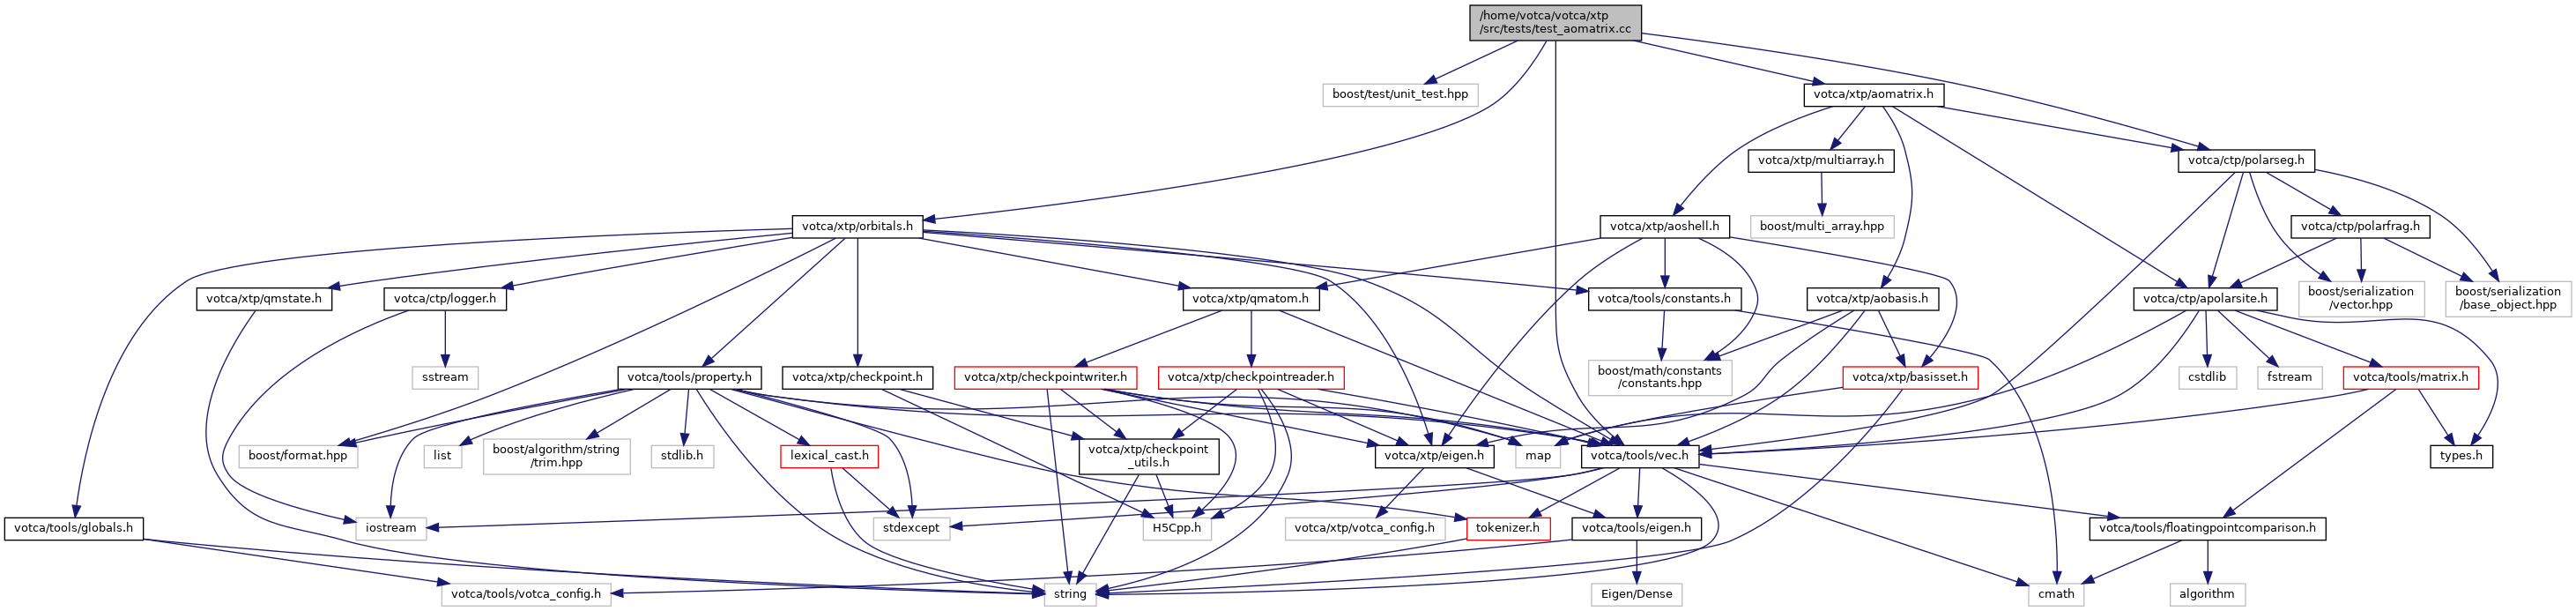 /home/votca/votca/xtp
/src/tests/test_aomatrix.cc
boost/test/unit_test.hpp
votca/xtp/aomatrix.h
votca/xtp/multiarray.h
votca/ctp/polarseg.h
votca/xtp/orbitals.h
votca/xtp/aoshell.h
boost/multi_array.hpp
votca/ctp/polarfrag.h
votca/xtp/qmstate.h
votca/ctp/logger.h
votca/xtp/qmatom.h
votca/tools/constants.h
votca/xtp/aobasis.h
votca/ctp/apolarsite.h
boost/serialization
/vector.hpp
boost/serialization
/base_object.hpp
sstream
votca/tools/property.h
votca/xtp/checkpoint.h
votca/xtp/checkpointwriter.h
votca/xtp/checkpointreader.h
boost/math/constants
/constants.hpp
votca/xtp/basisset.h
cstdlib
fstream
votca/tools/matrix.h
boost/format.hpp
list
boost/algorithm/string
/trim.hpp
stdlib.h
lexical_cast.h
votca/xtp/checkpoint
_utils.h
votca/xtp/eigen.h
map
votca/tools/vec.h
types.h
votca/tools/globals.h
iostream
stdexcept
H5Cpp.h
votca/xtp/votca_config.h
tokenizer.h
votca/tools/eigen.h
votca/tools/floatingpointcomparison.h
votca/tools/votca_config.h
string
Eigen/Dense
cmath
algorithm